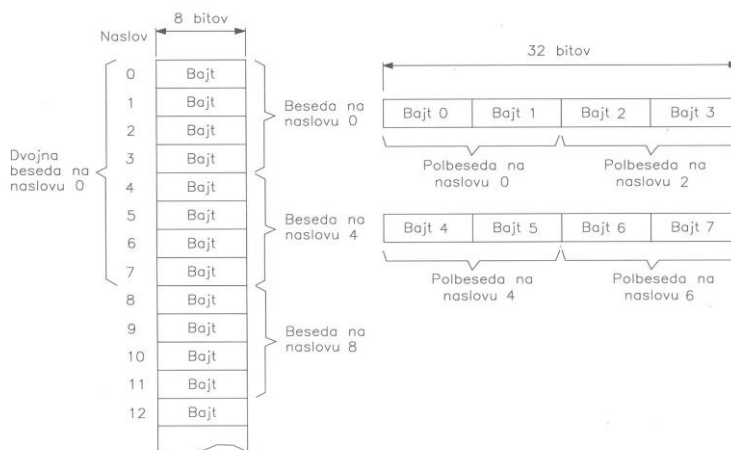 8 bitov
Naslov
0 Bajt
1 Bajt
2 Bajt
3 Bajt
4 Bajt
5 Bajt
6 Bajt
7 Bajt
8 Bajt
9 Bajt
10 Bajt
11 Bajt
12 Bajt
Dvojna
beseda na
naslovu 0
Beseda na
naslovu 0
Beseda na
naslovu 4
Beseda na
naslovu 8
32 bitov
Bajt 0 Bajt 1 Bajt 2 Bajt 3
Polbeseda na
naslovu 0
Polbeseda na
naslovu 2
Bajt 4 Bajt 5 Bajt 6 Bajt 7
Polbeseda na
naslovu 4
Polbeseda na
naslovu 6